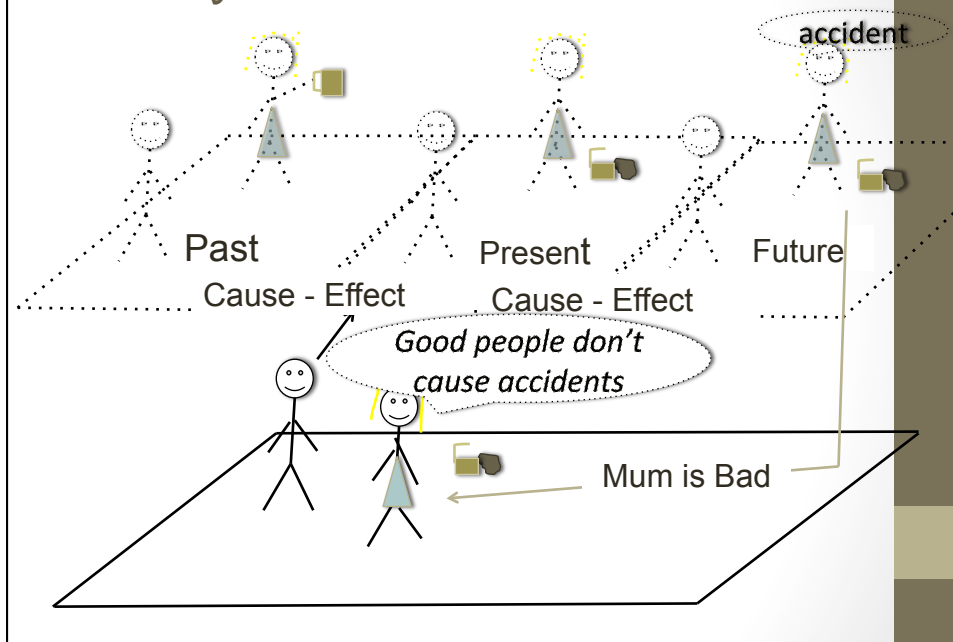 accident
Past
Present
Future
Cause - Effect
Cause - Effect
Good people don't
cause accidents
Mum is Bad